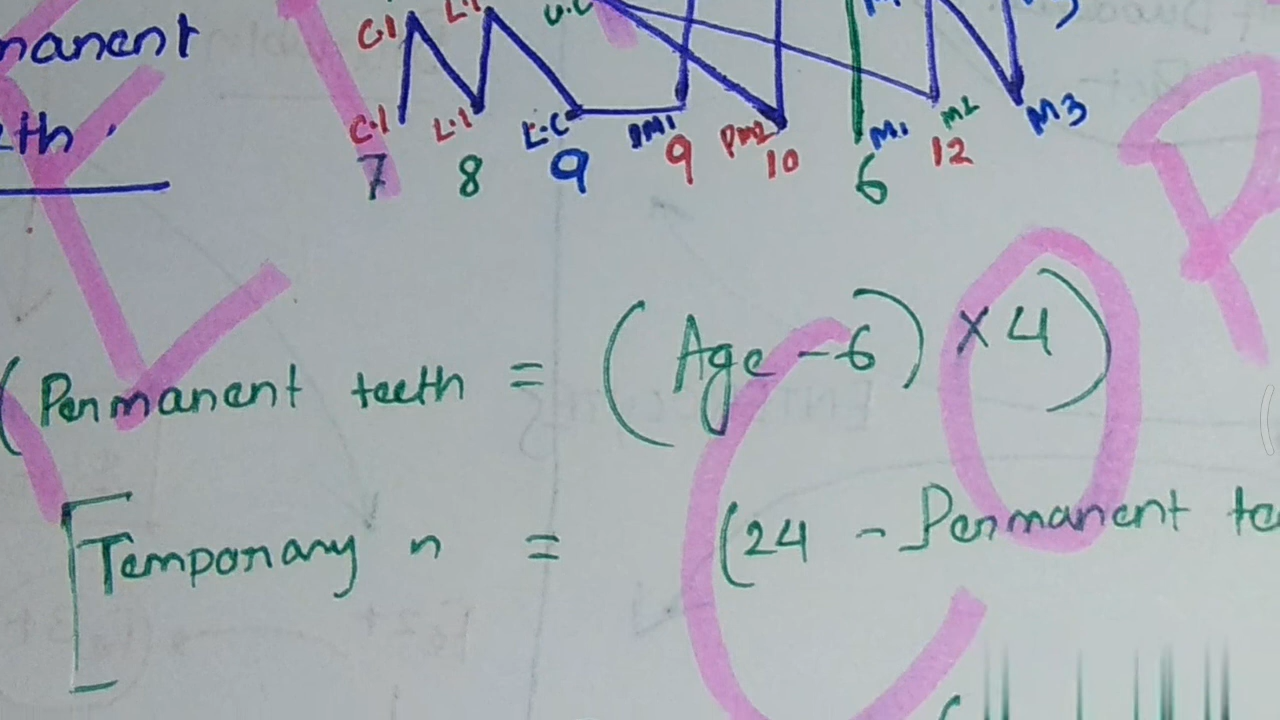 manent
C.I L.I U.C
C.I L.I L.C PM1 PM2 M1 M2 M3
7 8 9 9 10 6 12
(Permanent teeth = ((Age - 6) × 4)
Temporary n = (24 - Permanent te